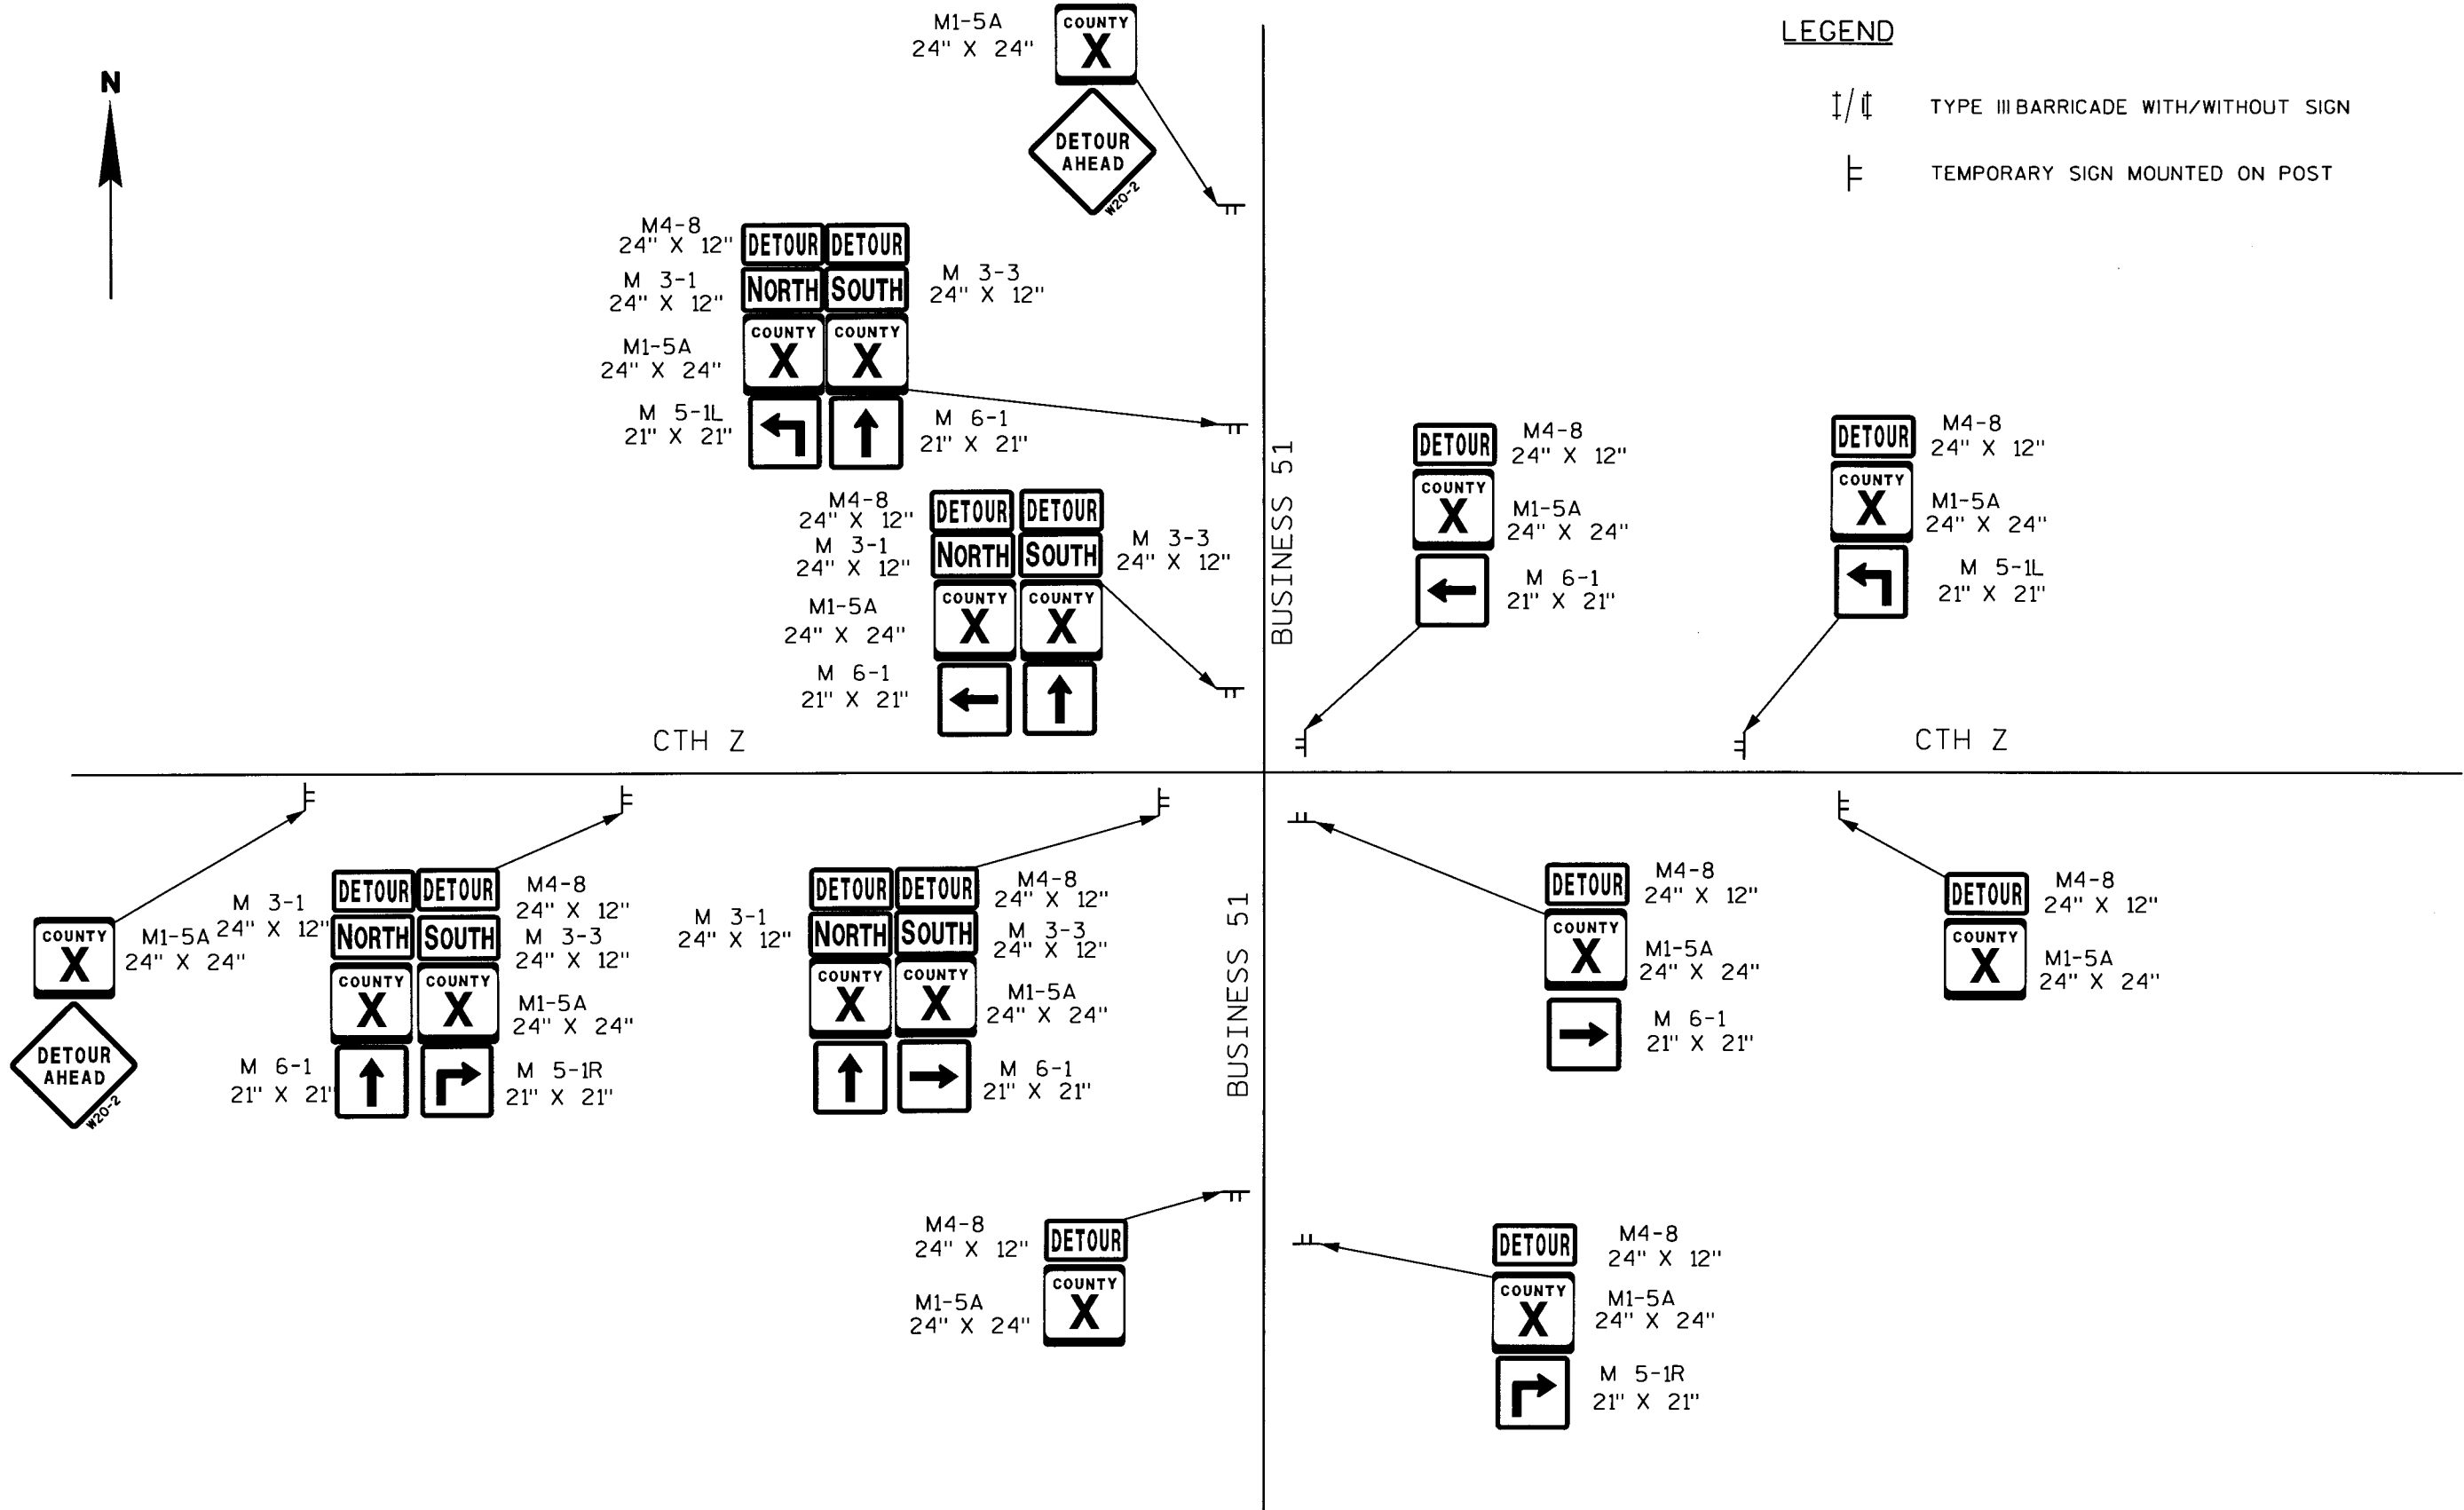 M1-5A
24" X 24"
COUNTY
X
DETOUR
AHEAD
W20-2
LEGEND
TYPE III BARRICADE WITH/WITHOUT SIGN
TEMPORARY SIGN MOUNTED ON POST
N
M4-8
24" X 12"
DETOUR DETOUR
M 3-1
24" X 12"
NORTH SOUTH
M 3-3
24" X 12"
M1-5A
24" X 24"
COUNTY COUNTY
X X
M 5-1L
21" X 21"
M 6-1
21" X 21"
M4-8
24" X 12"
DETOUR DETOUR
M 3-1
24" X 12"
NORTH SOUTH
M 3-3
24" X 12"
M1-5A
24" X 24"
COUNTY COUNTY
X X
M 6-1
21" X 21"
BUSINESS 51
DETOUR
M4-8
24" X 12"
COUNTY
X
M1-5A
24" X 24"
M 6-1
21" X 21"
DETOUR
M4-8
24" X 12"
COUNTY
X
M1-5A
24" X 24"
M 5-1L
21" X 21"
CTH Z
CTH Z
COUNTY
X
M1-5A
24" X 24"
DETOUR
AHEAD
W20-2
DETOUR DETOUR
M4-8
24" X 12"
M 3-1
24" X 12"
NORTH SOUTH
M 3-3
24" X 12"
COUNTY COUNTY
X X
M1-5A
24" X 24"
M 6-1
21" X 21"
M 5-1R
21" X 21"
DETOUR DETOUR
M4-8
24" X 12"
M 3-1
24" X 12"
NORTH SOUTH
M 3-3
24" X 12"
COUNTY COUNTY
X X
M1-5A
24" X 24"
M 6-1
21" X 21"
BUSINESS 51
DETOUR
M4-8
24" X 12"
COUNTY
X
M1-5A
24" X 24"
M 6-1
21" X 21"
DETOUR
M4-8
24" X 12"
COUNTY
X
M1-5A
24" X 24"
M4-8
24" X 12"
DETOUR
M1-5A
24" X 24"
COUNTY
X
DETOUR
M4-8
24" X 12"
COUNTY
X
M1-5A
24" X 24"
M 5-1R
21" X 21"